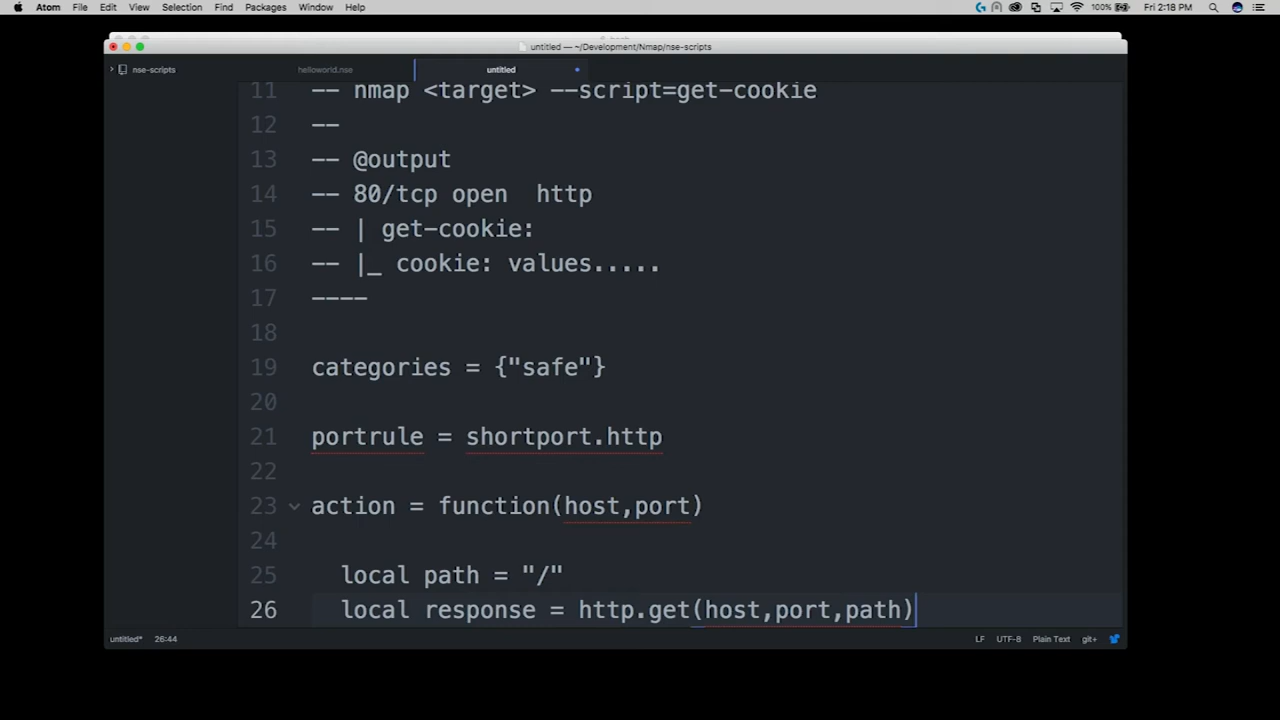 Atom File Edit View Selection Find Packages Window Help 100% Fri 2:18 PM
untitled — ~/Development/Nmap/nse-scripts
nse-scripts helloworld.nse untitled
11 -- nmap <target> --script=get-cookie
12 --
13 -- @output
14 -- 80/tcp open  http
15 -- | get-cookie:
16 -- |_ cookie: values.....
17 ----
18
19 categories = {"safe"}
20
21 portrule = shortport.http
22
23 action = function(host,port)
24
25 local path = "/"
26 local response = http.get(host,port,path)
untitled* 26:44 LF UTF-8 Plain Text git+